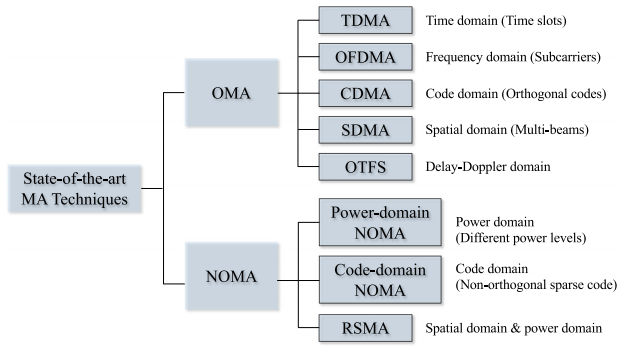 TDMA
Time domain (Time slots)
OFDMA
Frequency domain (Subcarriers)
OMA
CDMA
Code domain (Orthogonal codes)
SDMA
Spatial domain (Multi-beams)
OTFS
Delay-Doppler domain
State-of-the-art
MA Techniques
Power-domain
NOMA
Power domain
(Different power levels)
NOMA
Code-domain
NOMA
Code domain
(Non-orthogonal sparse code)
RSMA
Spatial domain & power domain